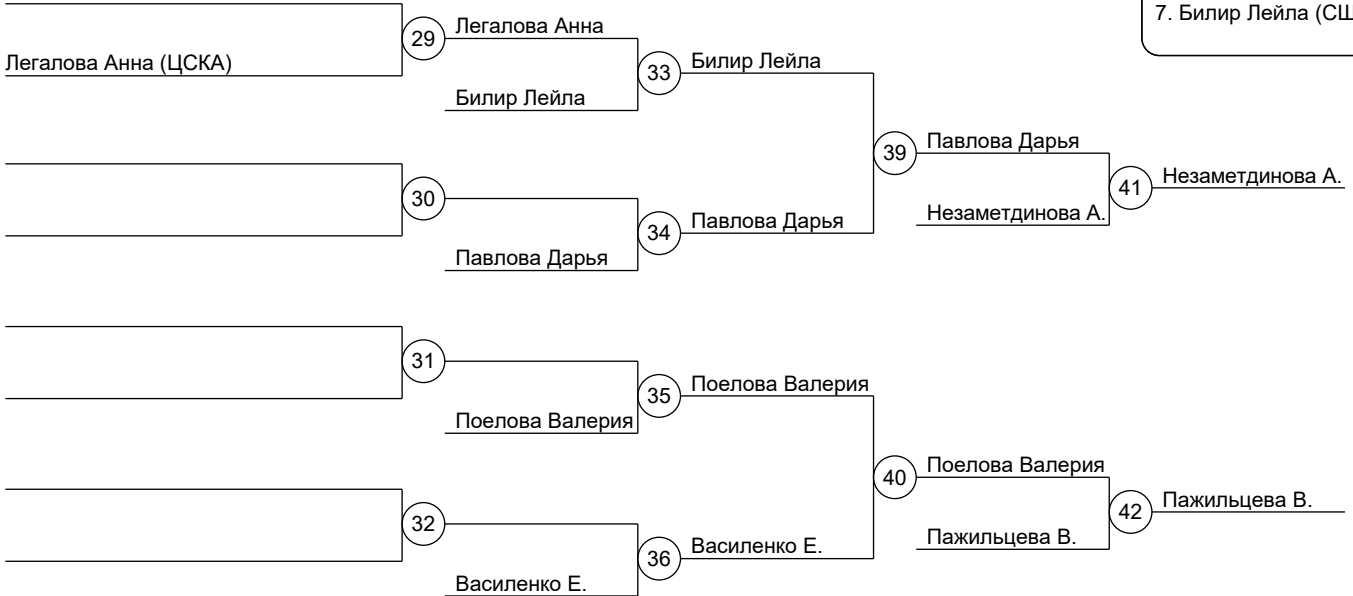 7. Билир Лейла (СШ
29
Легалова Анна
Легалова Анна (ЦСКА)
33
Билир Лейла
Билир Лейла
39
Павлова Дарья
41
Незаметдинова А.
30
Незаметдинова А.
34
Павлова Дарья
Павлова Дарья
31
35
Поелова Валерия
Поелова Валерия
40
Поелова Валерия
42
Пажильцева В.
32
Пажильцева В.
36
Василенко Е.
Василенко Е.